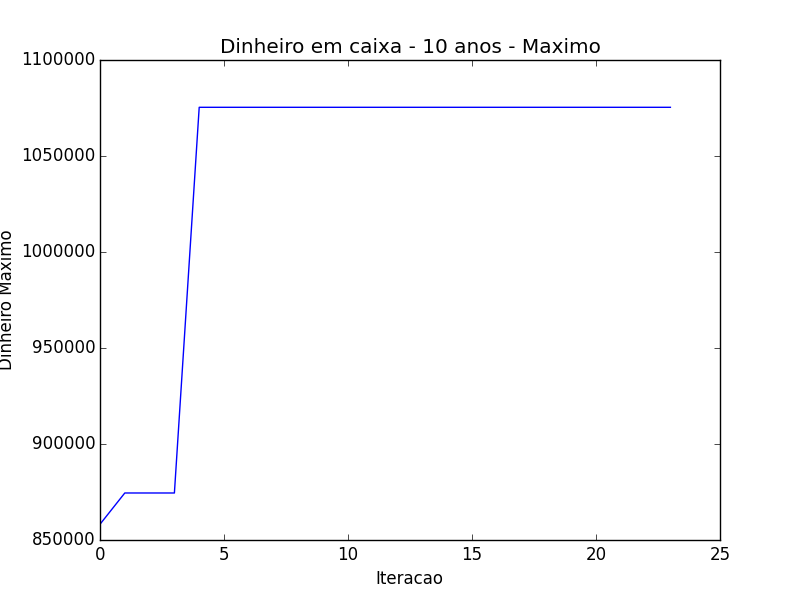 Dinheiro em caixa - 10 anos - Maximo
1100000
1050000
1000000
950000
900000
850000
Dinheiro Maximo
0 5 10 15 20 25
Iteracao